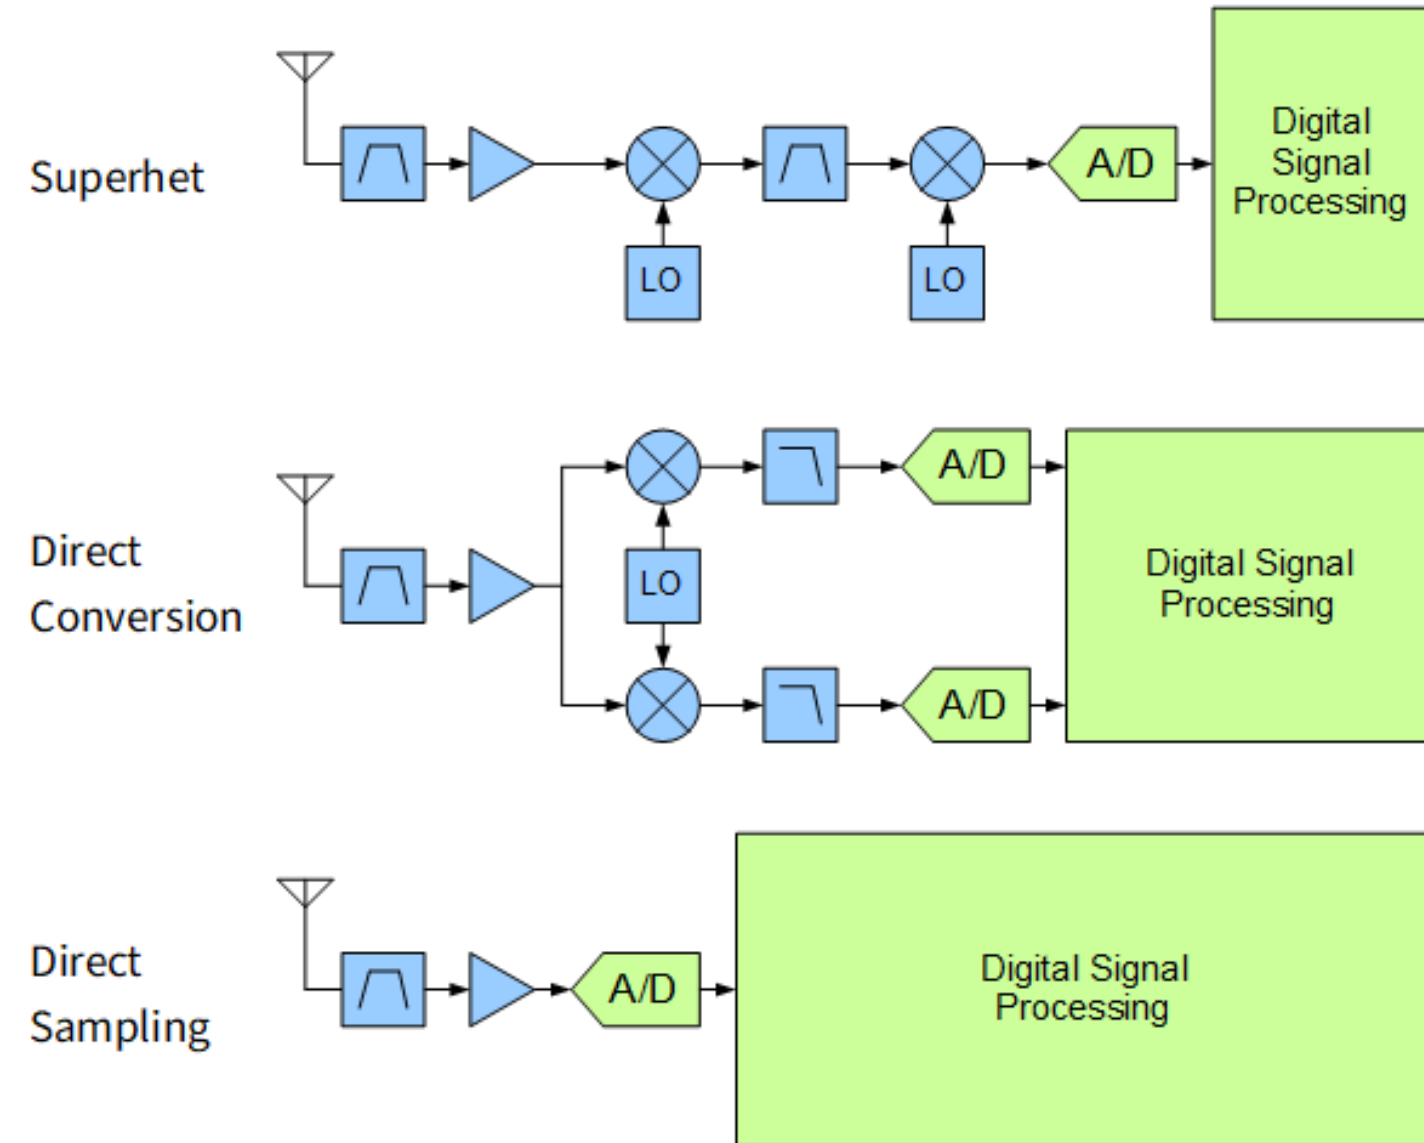 Superhet
LO
LO
A/D
Digital
Signal
Processing
Direct
Conversion
LO
A/D
A/D
Digital Signal
Processing
Direct
Sampling
A/D
Digital Signal
Processing